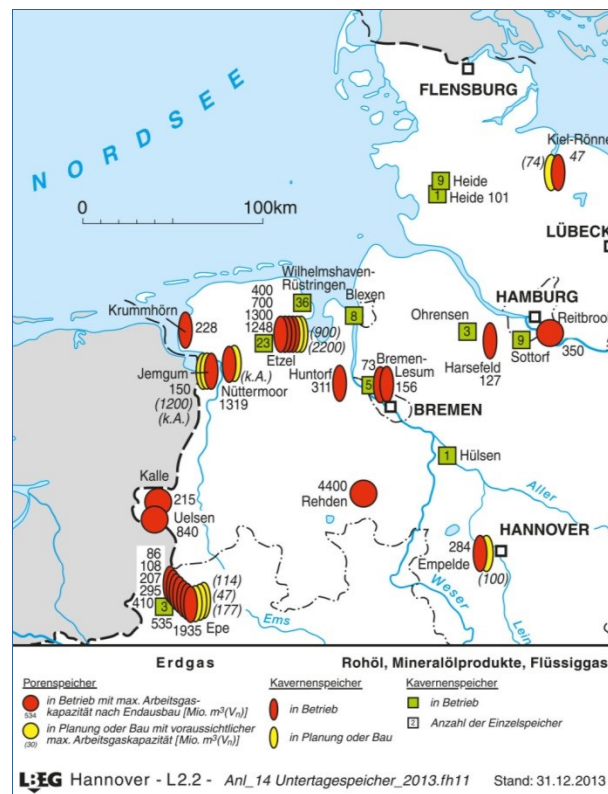 FLENSBURG
NORDSEE
Kiel-Rönne
(74)
47
9
Heide
1
Heide 101
0
100km
LÜBECK
Wilhelmshaven-
Rüstringen
36
400
700
1300
1248
23
(900)
(2200)
Etzel
Blexen
8
HAMBURG
Reitbrook
Ohrensen
3
9
Sottorf
350
Harsefeld
127
Krummhörn
228
Jemgum
150
(1200)
(k.A.)
(k.A.)
Nüttermoor
1319
Huntorf
311
73
5
Bremen-
Lesum
156
BREMEN
1
Hülsen
Aller
Kalle
215
Uelsen
840
4400
Rehden
HANNOVER
284
Empelde
(100)
Weser
Lein
86
108
207
295
410
3
535
1935
Epe
(114)
(47)
(177)
Ems
Erdgas
Rohöl, Mineralölprodukte, Flüssiggas
Porenspeicher
534
in Betrieb mit max. Arbeitsgas-
kapazität nach Endausbau [Mio. m³(Vn)]
(30)
in Planung oder Bau mit voraussichtlicher
max. Arbeitsgaskapazität [Mio. m³(Vn)]
Kavernenspeicher
in Betrieb
in Planung oder Bau
Kavernenspeicher
in Betrieb
2
Anzahl der Einzelspeicher
LBEG Hannover - L2.2 - Anl_14 Untertagespeicher_2013.fh11 Stand: 31.12.2013